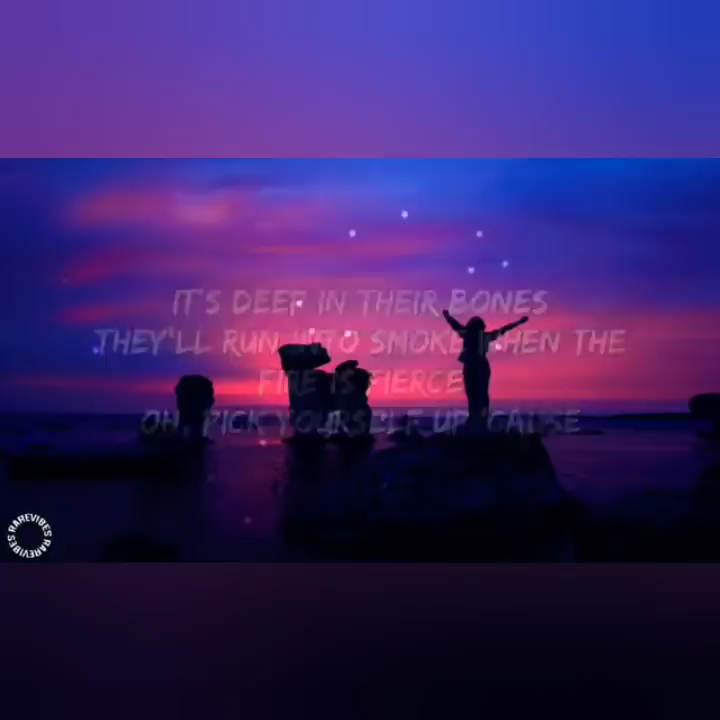 IT'S DEEP IN THEIR BONES
THEY'LL RUN INTO SMOKE WHEN THE
FIRE IS FIERCE
OH, PICK YOURSELF UP, 'CAUSE
RAREVIBES RAREVIBES